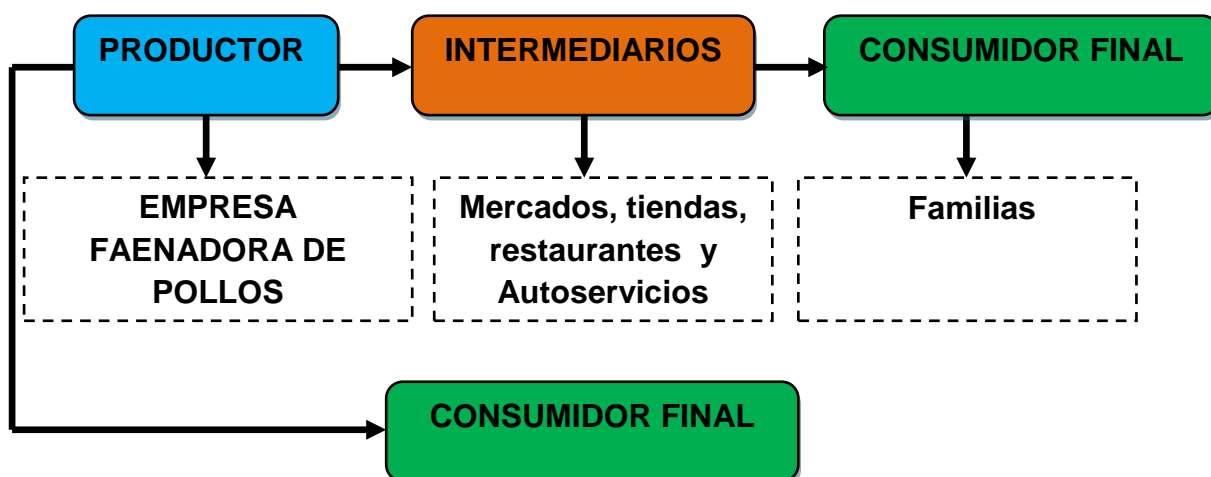 PRODUCTOR
INTERMEDIARIOS
CONSUMIDOR FINAL
EMPRESA
FAENADORA DE
POLLOS
Mercados, tiendas,
restaurantes y
Autoservicios
Familias
CONSUMIDOR FINAL